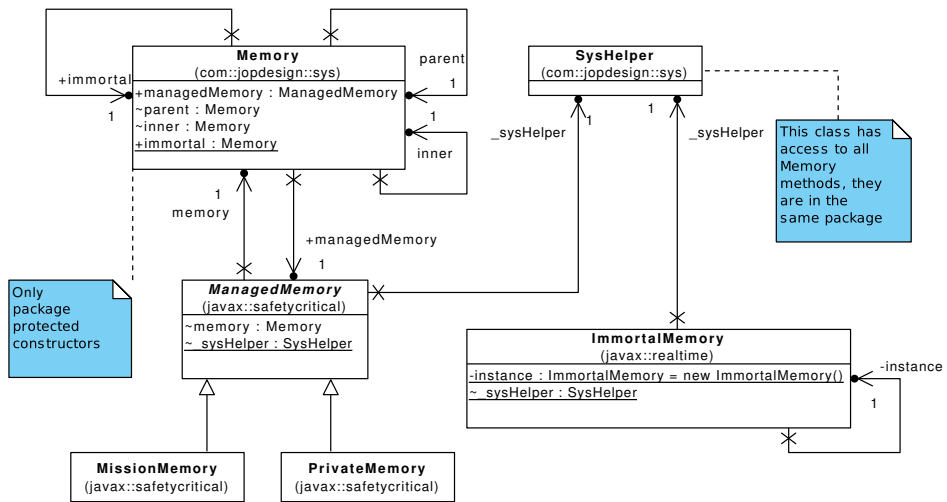 Memory
(com::jopdesign::sys)
+managedMemory : ManagedMemory
~parent : Memory
~inner : Memory
+immortal : Memory
+immortal
1
parent
1
1
inner
1
memory
+managedMemory
1
SysHelper
(com::jopdesign::sys)
_sysHelper
1
1
_sysHelper
This class has
access to all
Memory
methods, they
are in the
same package
Only
package
protected
constructors
ManagedMemory
(javax::safetycritical)
~memory : Memory
~_sysHelper : SysHelper
ImmortalMemory
(javax::realtime)
-instance : ImmortalMemory = new ImmortalMemory()
~_sysHelper : SysHelper
-instance
1
MissionMemory
(javax::safetycritical)
PrivateMemory
(javax::safetycritical)